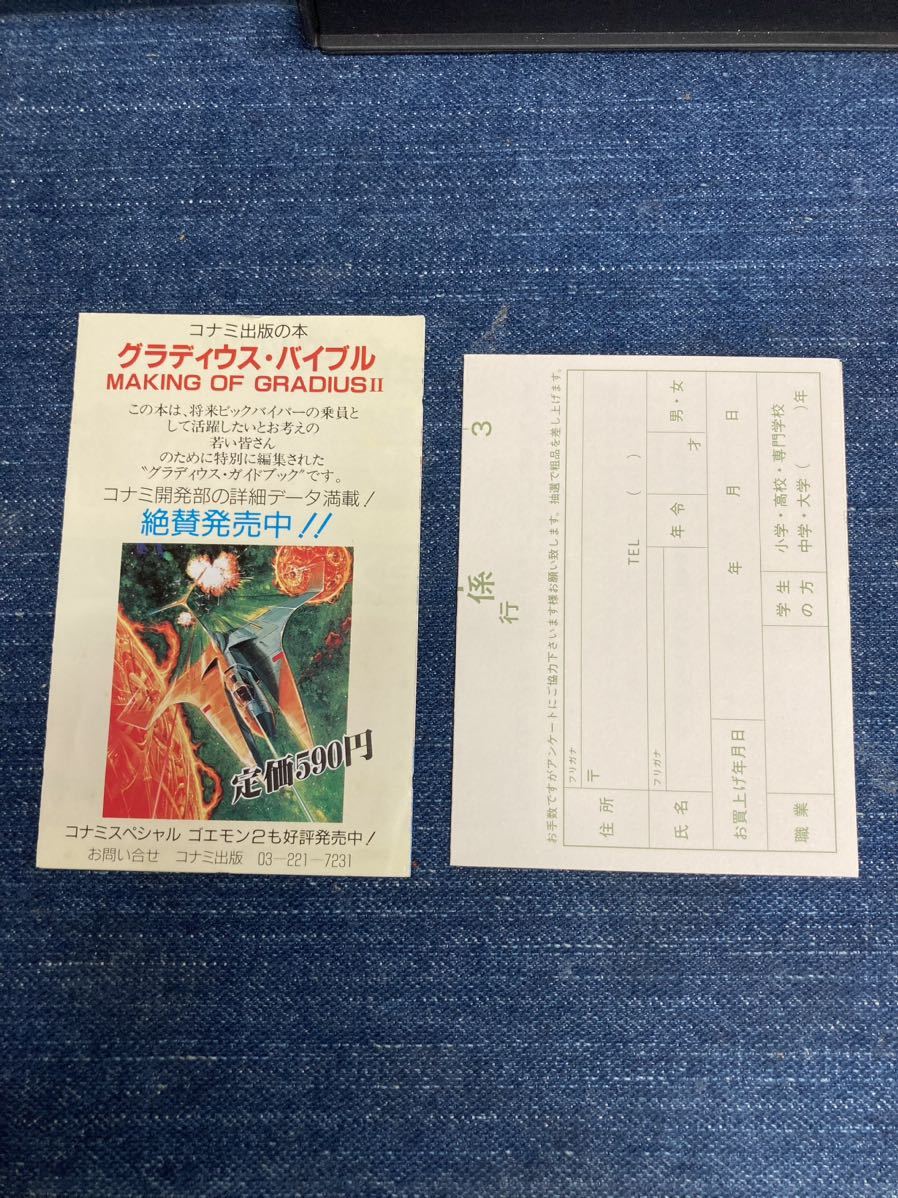 コナミ出版の本
グラディウス・バイブル
MAKING OF GRADIUSⅡ
この本は、将来ビックバイパーの乗員と
して活躍したいとお考えの
若い皆さん
のために特別に編集された
“グラディウス・ガイドブック”です。
コナミ開発部の詳細データ満載！
絶賛発売中！！
定価590円
コナミスペシャル ゴエモン2も好評発売中！
お問い合せ コナミ出版 03-221-7231
3
係
行
お手数ですがアンケートにご協力下さいます様お願い致します。抽選で粗品を差し上げます。
フリガナ
住所 〒
TEL ( )
フリガナ
氏名 年令 才 男・女
お買上げ年月日 年 月 日
職業 学生の方 小学・高校・専門学校
中学・大学( )年